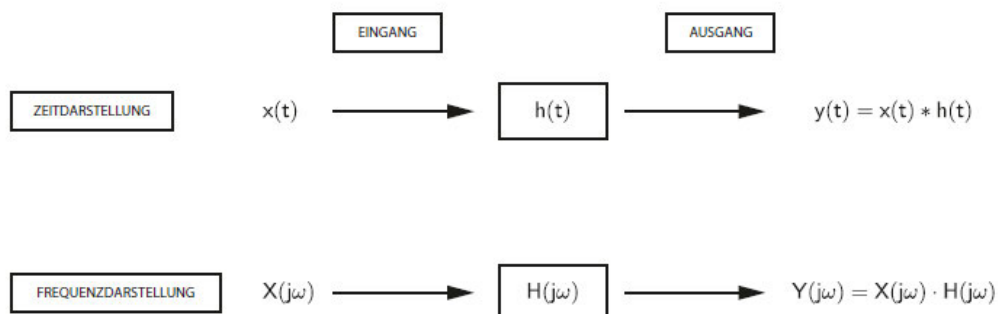 EINGANG AUSGANG
ZEITDARSTELLUNG x(t) h(t) y(t) = x(t) ∗ h(t)
FREQUENZDARSTELLUNG X(jω) H(jω) Y(jω) = X(jω) · H(jω)